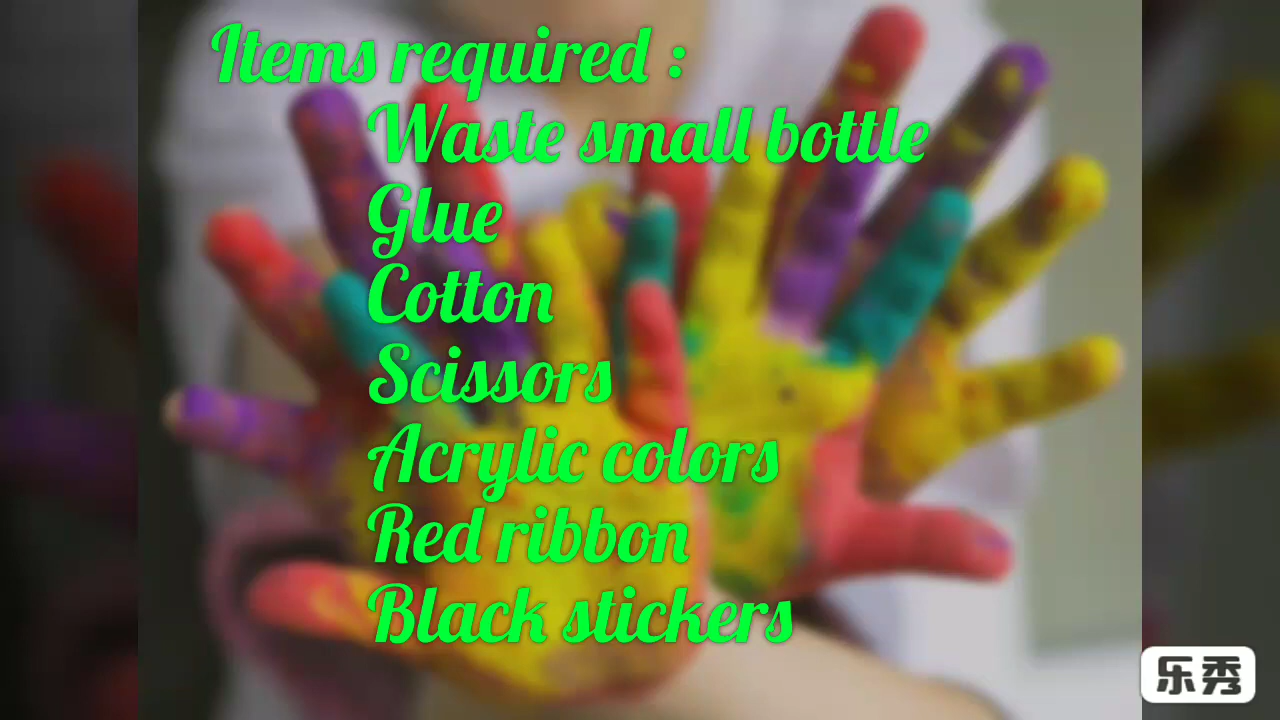 Items required :
Waste small bottle
Glue
Cotton
Scissors
Acrylic colors
Red ribbon
Black stickers
乐秀